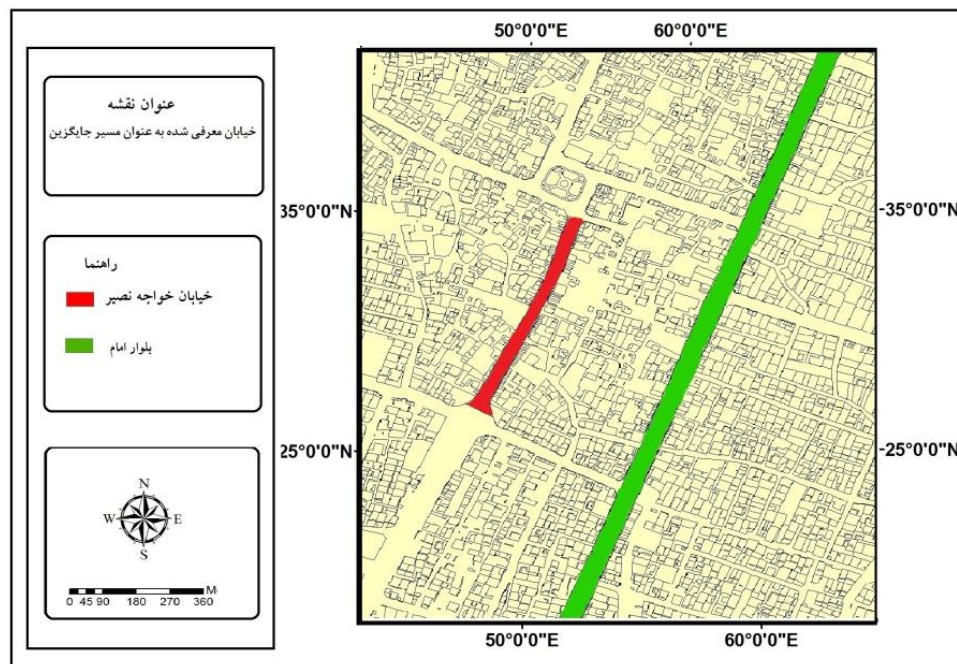 عنوان نقشه
خیابان معرفی شده به عنوان مسیر جایگزین
راهنما
خیابان خواجه نصیر
بلوار امام
N
W E
S
M
0 45 90 180 270 360
50°0'0"E 60°0'0"E
35°0'0"N 35°0'0"N
25°0'0"N 25°0'0"N
50°0'0"E 60°0'0"E